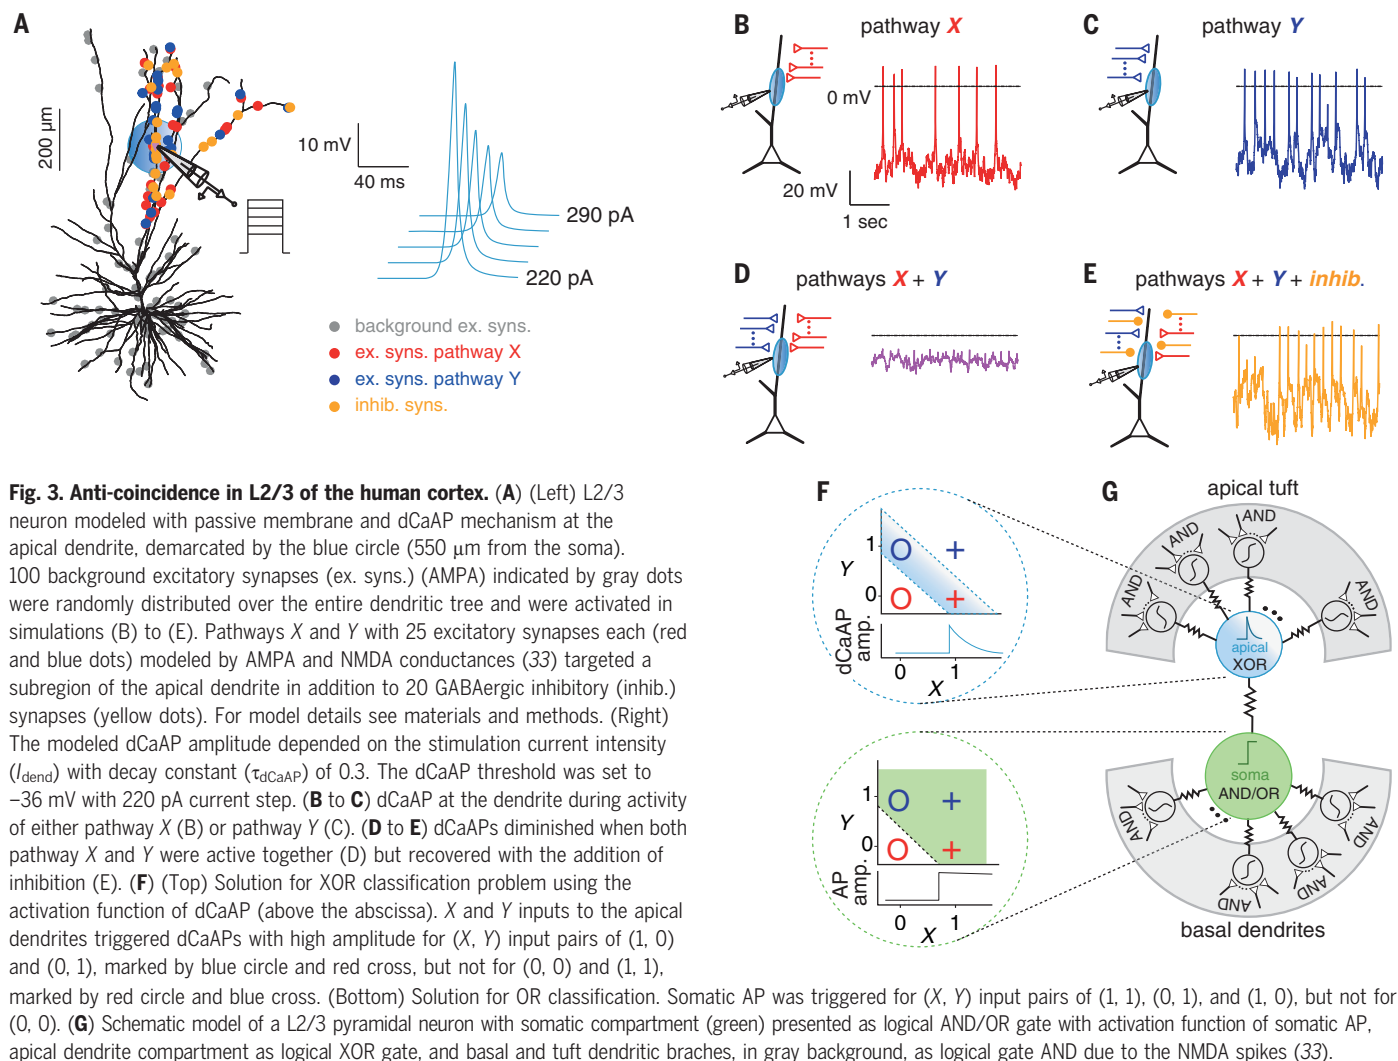 A
200 µm
10 mV
40 ms
290 pA
220 pA
background ex. syns.
ex. syns. pathway X
ex. syns. pathway Y
inhib. syns.
B
pathway X
0 mV
20 mV
1 sec
C
pathway Y
D
pathways X + Y
E
pathways X + Y + inhib.
Fig. 3. Anti-coincidence in L2/3 of the human cortex. (A) (Left) L2/3
neuron modeled with passive membrane and dCaAP mechanism at the
apical dendrite, demarcated by the blue circle (550 µm from the soma).
100 background excitatory synapses (ex. syns.) (AMPA) indicated by gray dots
were randomly distributed over the entire dendritic tree and were activated in
simulations (B) to (E). Pathways X and Y with 25 excitatory synapses each (red
and blue dots) modeled by AMPA and NMDA conductances (33) targeted a
subregion of the apical dendrite in addition to 20 GABAergic inhibitory (inhib.)
synapses (yellow dots). For model details see materials and methods. (Right)
The modeled dCaAP amplitude depended on the stimulation current intensity
(Idend) with decay constant (τdCaAP) of 0.3. The dCaAP threshold was set to
−36 mV with 220 pA current step. (B to C) dCaAP at the dendrite during activity
of either pathway X (B) or pathway Y (C). (D to E) dCaAPs diminished when both
pathway X and Y were active together (D) but recovered with the addition of
inhibition (E). (F) (Top) Solution for XOR classification problem using the
activation function of dCaAP (above the abscissa). X and Y inputs to the apical
dendrites triggered dCaAPs with high amplitude for (X, Y) input pairs of (1, 0)
and (0, 1), marked by blue circle and red cross, but not for (0, 0) and (1, 1),
marked by red circle and blue cross. (Bottom) Solution for OR classification. Somatic AP was triggered for (X, Y) input pairs of (1, 1), (0, 1), and (1, 0), but not for
(0, 0). (G) Schematic model of a L2/3 pyramidal neuron with somatic compartment (green) presented as logical AND/OR gate with activation function of somatic AP,
apical dendrite compartment as logical XOR gate, and basal and tuft dendritic braches, in gray background, as logical gate AND due to the NMDA spikes (33).
F
1
Y
0
O +
O +
dCaAP
amp.
0 1
X
1
Y
0
O +
O +
AP
amp.
0 1
X
G
apical tuft
AND
AND
AND
AND
apical
XOR
soma
AND/OR
AND
AND
AND
AND
basal dendrites